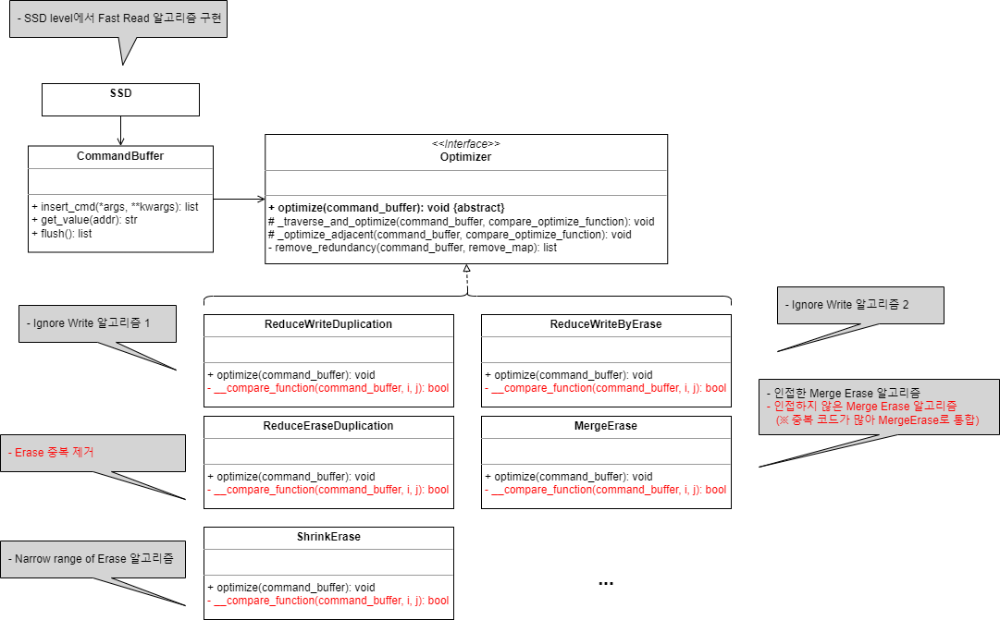 - SSD level에서 Fast Read 알고리즘 구현
SSD
CommandBuffer
+ insert_cmd(*args, **kwargs): list
+ get_value(addr): str
+ flush(): list
<<Interface>>
Optimizer
+ optimize(command_buffer): void {abstract}
# _traverse_and_optimize(command_buffer, compare_optimize_function): void
# _optimize_adjacent(command_buffer, compare_optimize_function): void
- remove_redundancy(command_buffer, remove_map): list
- Ignore Write 알고리즘 1
ReduceWriteDuplication
+ optimize(command_buffer): void
- __compare_function(command_buffer, i, j): bool
ReduceWriteByErase
+ optimize(command_buffer): void
- __compare_function(command_buffer, i, j): bool
- Ignore Write 알고리즘 2
- Erase 중복 제거
ReduceEraseDuplication
+ optimize(command_buffer): void
- __compare_function(command_buffer, i, j): bool
MergeErase
+ optimize(command_buffer): void
- __compare_function(command_buffer, i, j): bool
- 인접한 Merge Erase 알고리즘
- 인접하지 않은 Merge Erase 알고리즘
(※ 중복 코드가 많아 MergeErase로 통합)
- Narrow range of Erase 알고리즘
ShrinkErase
+ optimize(command_buffer): void
- __compare_function(command_buffer, i, j): bool
...